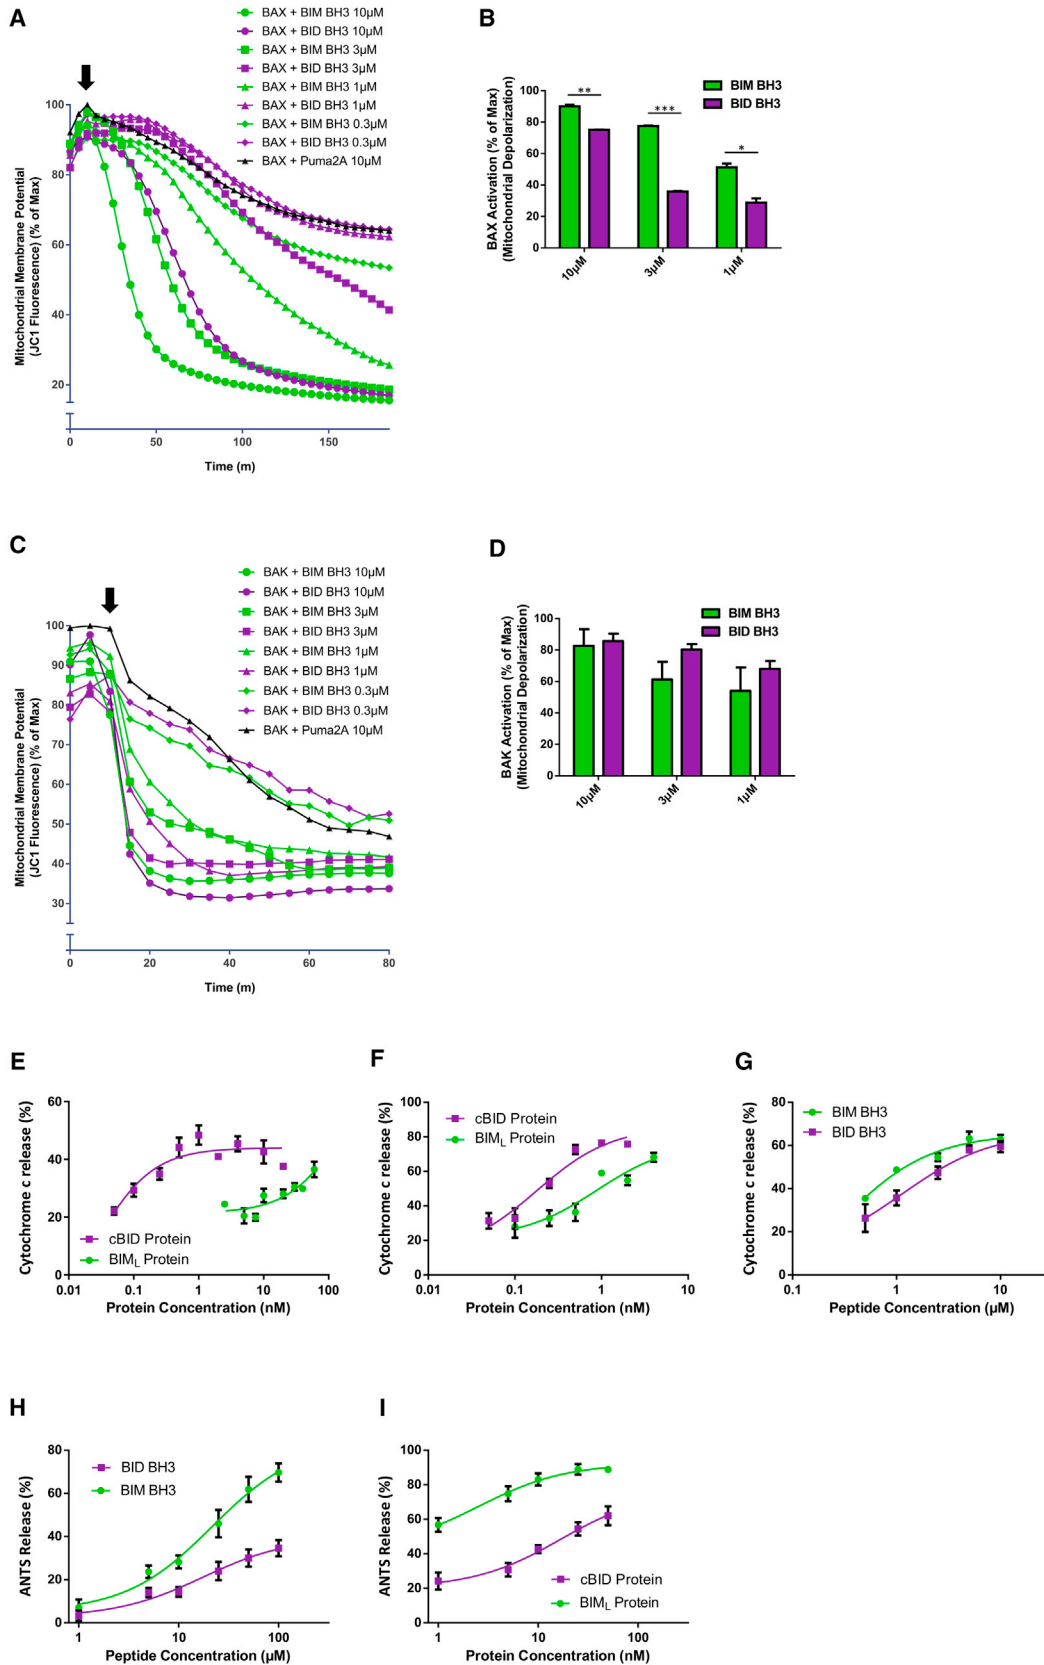 A
BAX + BIM BH3 10µM
BAX + BID BH3 10µM
BAX + BIM BH3 3µM
BAX + BID BH3 3µM
BAX + BIM BH3 1µM
BAX + BID BH3 1µM
BAX + BIM BH3 0.3µM
BAX + BID BH3 0.3µM
BAX + Puma2A 10µM
Mitochondrial Membrane Potential
(JC1 Fluorescence) (% of Max)
100
80
60
40
20
0
50
100
150
Time (m)
B
BIM BH3
BID BH3
BAX Activation (% of Max)
(Mitochondrial Depolarization)
100
80
60
40
20
0
**
***
*
10µM
3µM
1µM
C
BAK + BIM BH3 10µM
BAK + BID BH3 10µM
BAK + BIM BH3 3µM
BAK + BID BH3 3µM
BAK + BIM BH3 1µM
BAK + BID BH3 1µM
BAK + BIM BH3 0.3µM
BAK + BID BH3 0.3µM
BAK + Puma2A 10µM
Mitochondrial Membrane Potential
(JC1 Fluorescence) (% of Max)
100
90
80
70
60
50
40
30
0
20
40
60
80
Time (m)
D
BIM BH3
BID BH3
BAK Activation (% of Max)
(Mitochondrial Depolarization)
100
80
60
40
20
0
10µM
3µM
1µM
E
Cytochrome c release (%)
60
40
20
0
cBID Protein
BIML Protein
0.01
0.1
1
10
100
Protein Concentration (nM)
F
Cytochrome c release (%)
100
80
60
40
20
0
cBID Protein
BIML Protein
0.01
0.1
1
10
Protein Concentration (nM)
G
Cytochrome c release (%)
80
60
40
20
0
BIM BH3
BID BH3
0.1
1
10
Peptide Concentration (µM)
H
ANTS Release (%)
80
60
40
20
0
BID BH3
BIM BH3
1
10
100
Peptide Concentration (µM)
I
ANTS Release (%)
100
80
60
40
20
0
cBID Protein
BIML Protein
1
10
100
Protein Concentration (nM)